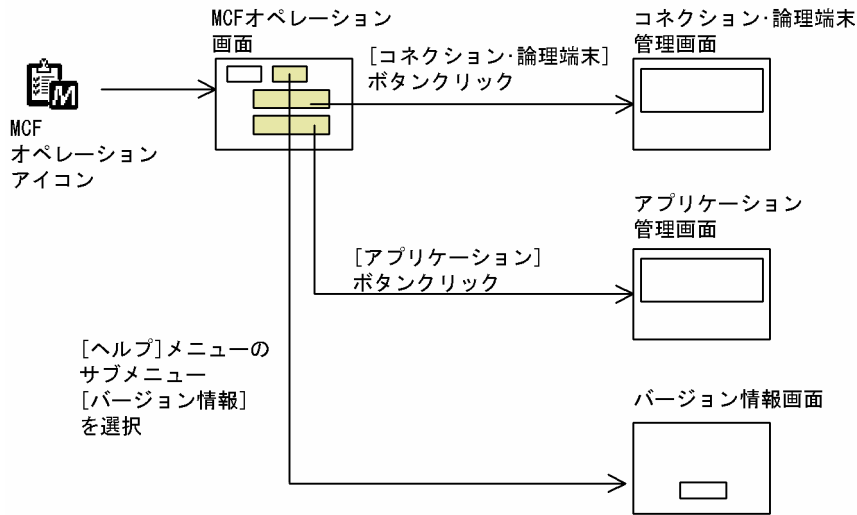 MCFオペレーション
画面
コネクション･論理端末
管理画面
[コネクション･論理端末]
ボタンクリック
MCF
オペレーション
アイコン
アプリケーション
管理画面
[アプリケーション]
ボタンクリック
[ヘルプ]メニューの
サブメニュー
[バージョン情報]
を選択
バージョン情報画面